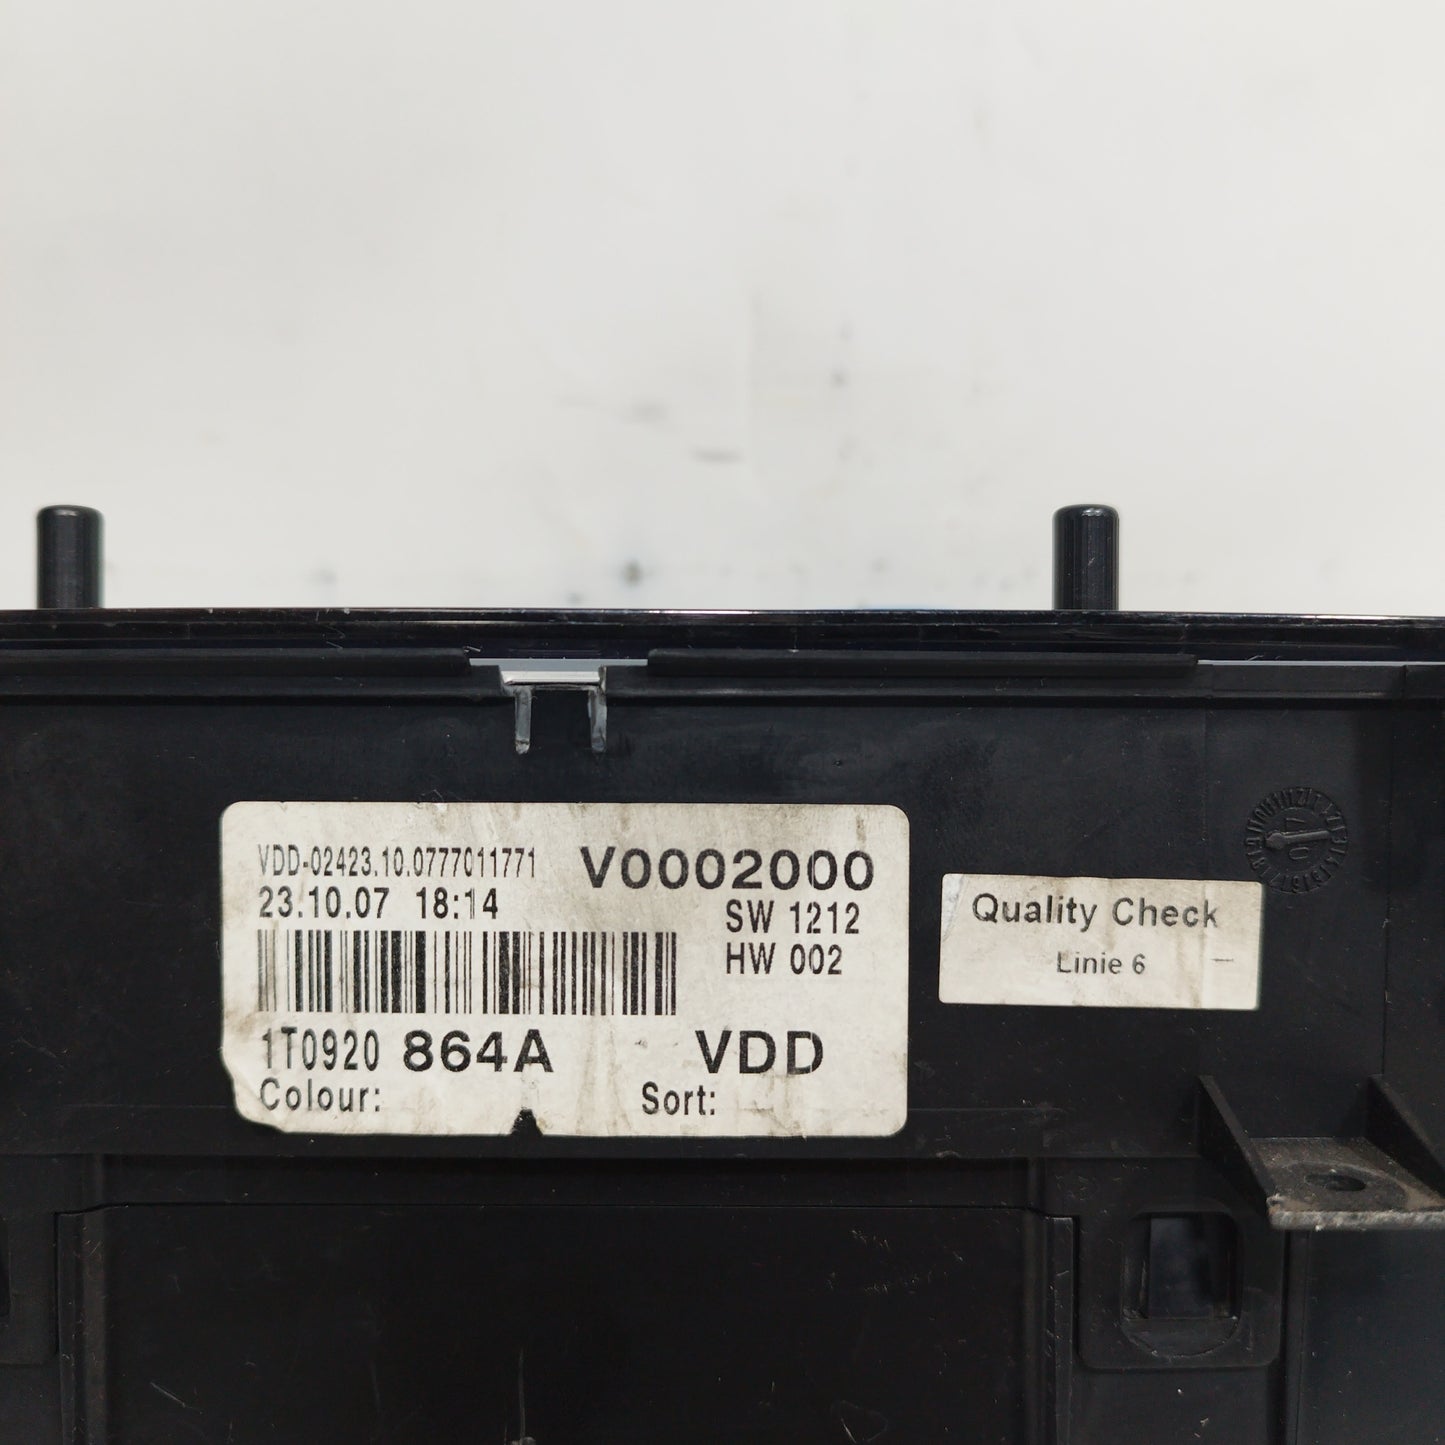 VDD-02423.10.0777011771
V0002000
23.10.07 18:14
SW 1212
HW 002
1T0920 864A
VDD
Colour:
Sort:
Quality Check
Linie 6